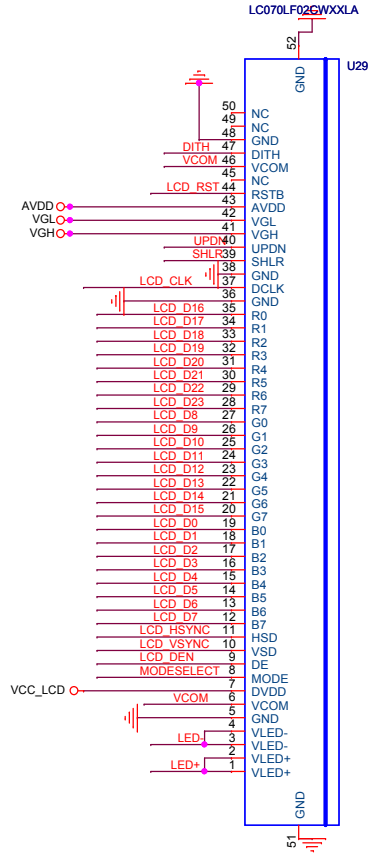 LC070LF02CWXXLA
52
GND
U29
50 NC
49 NC
48 GND
DITH 47 DITH
VCOM 46 VCOM
45 NC
LCD_RST 44 RSTB
AVDD 43 AVDD
VGL 42 VGL
VGH 41 VGH
UPDN 40 UPDN
SHLR 39 SHLR
38 GND
LCD_CLK 37 DCLK
36 GND
LCD_D16 35 R0
LCD_D17 34 R1
LCD_D18 33 R2
LCD_D19 32 R3
LCD_D20 31 R4
LCD_D21 30 R5
LCD_D22 29 R6
LCD_D23 28 R7
LCD_D8 27 G0
LCD_D9 26 G1
LCD_D10 25 G2
LCD_D11 24 G3
LCD_D12 23 G4
LCD_D13 22 G5
LCD_D14 21 G6
LCD_D15 20 G7
LCD_D0 19 B0
LCD_D1 18 B1
LCD_D2 17 B2
LCD_D3 16 B3
LCD_D4 15 B4
LCD_D5 14 B5
LCD_D6 13 B6
LCD_D7 12 B7
LCD_HSYNC 11 HSD
LCD_VSYNC 10 VSD
LCD_DEN 9 DE
MODESELECT 8 MODE
VCC_LCD 7 DVDD
VCOM 6 VCOM
5 GND
4 VLED-
LED- 3 VLED-
2 VLED+
LED+ 1 VLED+
GND
51